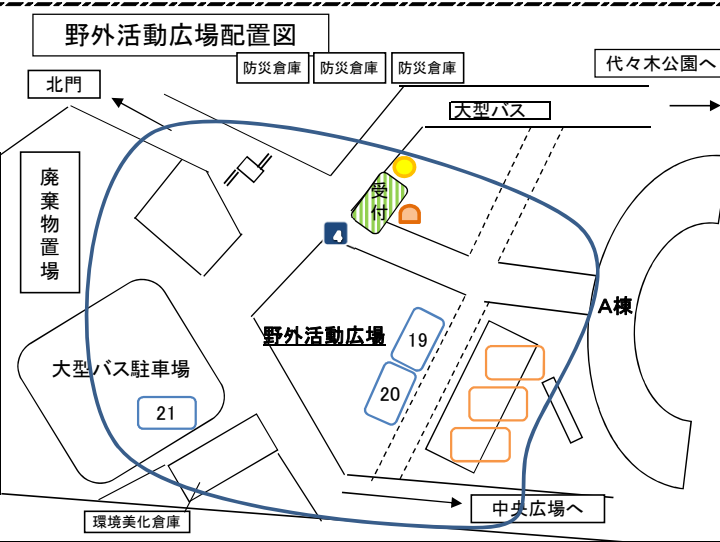 野外活動広場配置図
防災倉庫
防災倉庫
防災倉庫
代々木公園へ
北門
大型バス
廃棄物置場
受付
4
A棟
野外活動広場
19
大型バス駐車場
20
21
中央広場へ
環境美化倉庫